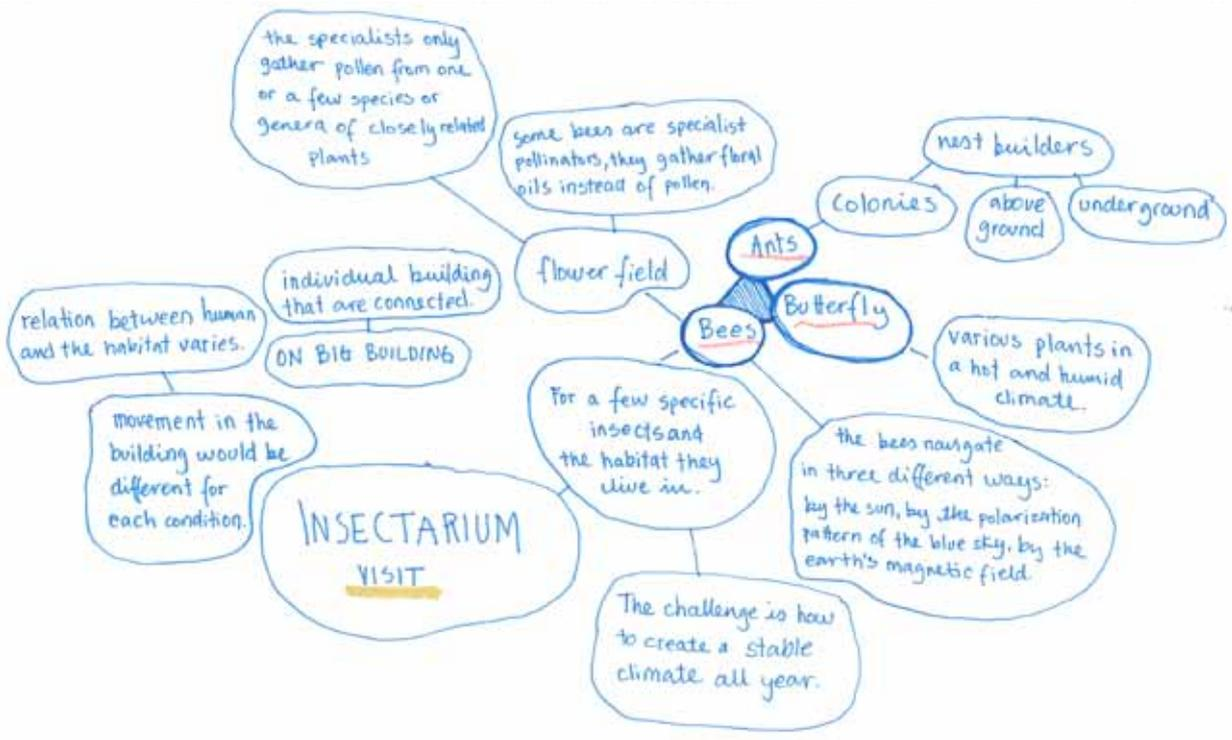 the specialists only
gather pollen from one
or a few species or
genera of closely related
plants
some bees are specialist
pollinators, they gather floral
oils instead of pollen.
nest builders
colonies
above
ground
underground
Ants
flower field
Butterfly
Bees
individual building
that are connected.
ON BIG BUILDING
relation between human
and the habitat varies.
movement in the
building would be
different for
each condition.
various plants in
a hot and humid
climate.
For a few specific
insects and
the habitat they
live in.
the bees navigate
in three different ways:
by the sun, by the polarization
pattern of the blue sky, by the
earth's magnetic field.
INSECTARIUM
VISIT
The challenge is how
to create a stable
climate all year.